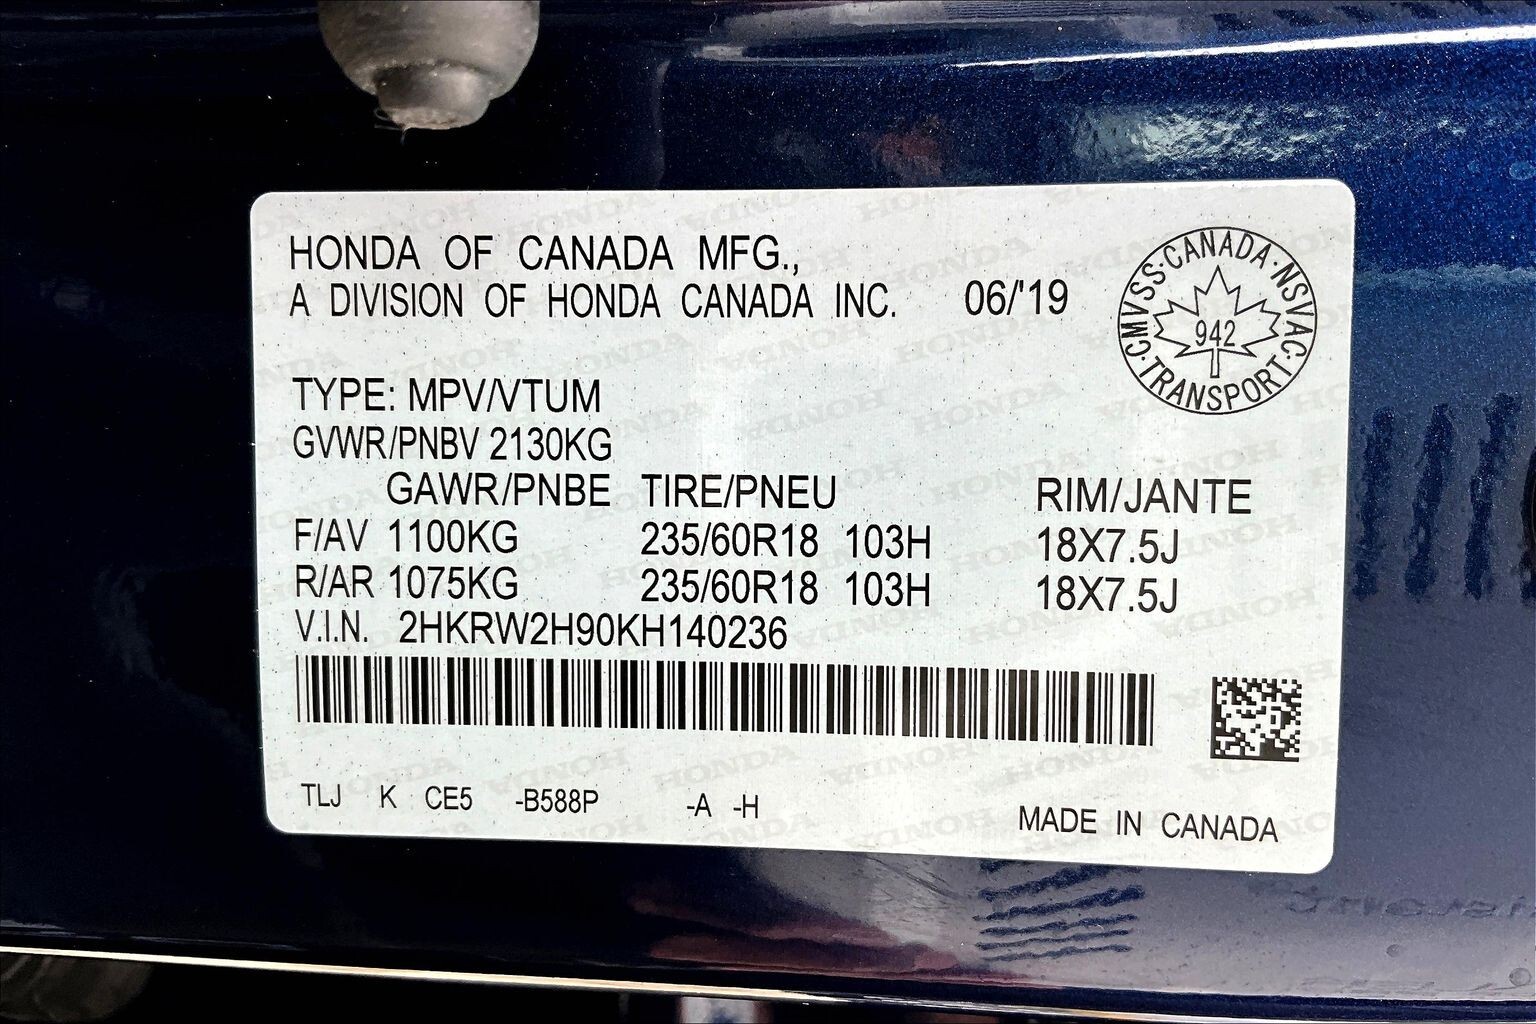 HONDA OF CANADA MFG.,
A DIVISION OF HONDA CANADA INC. 06/'19
CMVSS·CANADA·NSVAC·TRANSPORT·
942
TYPE: MPV/VTUM
GVWR/PNBV 2130KG
GAWR/PNBE TIRE/PNEU RIM/JANTE
F/AV 1100KG 235/60R18 103H 18X7.5J
R/AR 1075KG 235/60R18 103H 18X7.5J
V.I.N. 2HKRW2H90KH140236
TLJ K CE5 -B588P -A -H
MADE IN CANADA